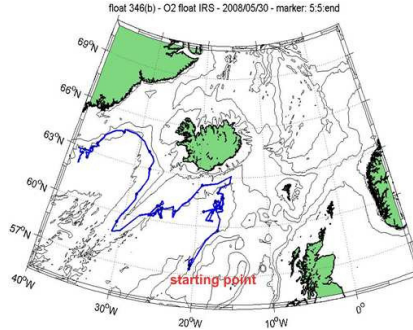 float 346(b) - O2 float IRS - 2008/05/30 - marker: 5:5:end
69°N
66°N
63°N
60°N
57°N
starting point
40°W
30°W
20°W
10°W
0°